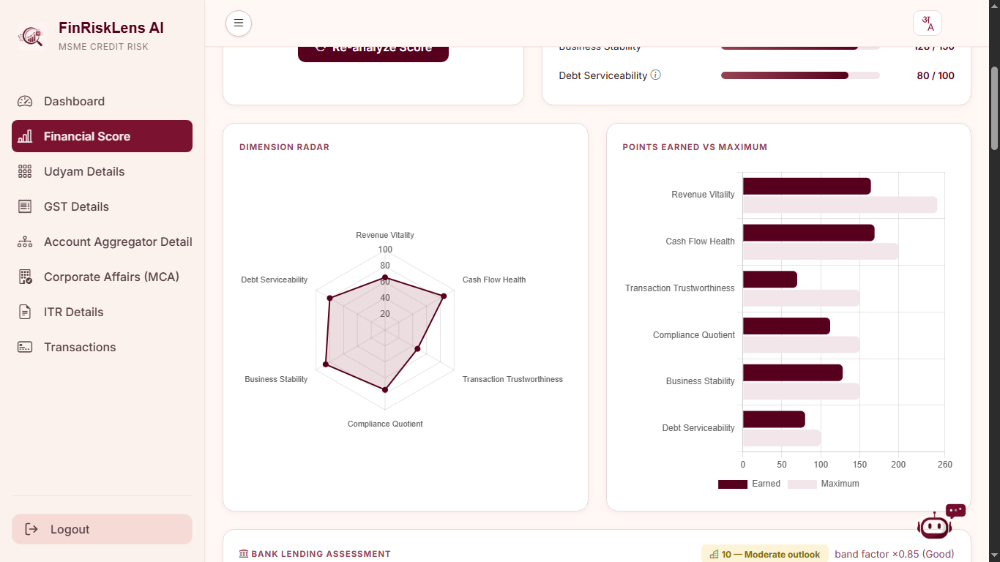 FinRiskLens AI
MSME CREDIT RISK
Dashboard
Financial Score
Udyam Details
GST Details
Account Aggregator Detail
Corporate Affairs (MCA)
ITR Details
Transactions
Logout
अ
A
Re-analyze Score
Business Stability 128 / 150
Debt Serviceability 80 / 100
DIMENSION RADAR
Revenue Vitality
100
80
60
40
20
Debt Serviceability
Cash Flow Health
Business Stability
Transaction Trustworthiness
Compliance Quotient
POINTS EARNED VS MAXIMUM
Revenue Vitality
Cash Flow Health
Transaction Trustworthiness
Compliance Quotient
Business Stability
Debt Serviceability
0 50 100 150 200 260
Earned Maximum
BANK LENDING ASSESSMENT
10 — Moderate outlook
band factor ×0.85 (Good)